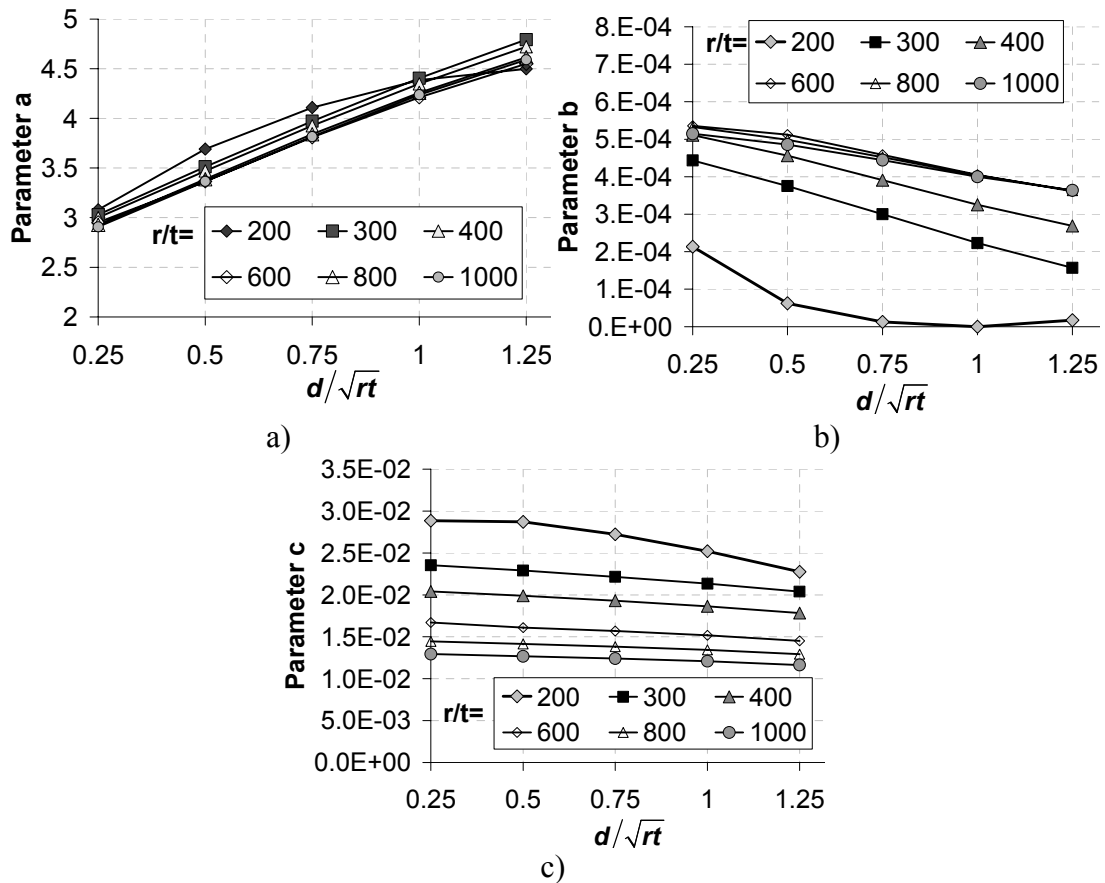 5
4.5
4
3.5
3
2.5
2
Parameter a
r/t= 200 300 400
600 800 1000
0.25 0.5 0.75 1 1.25
d/√rt
a)
8.E-04
7.E-04
6.E-04
5.E-04
4.E-04
3.E-04
2.E-04
1.E-04
0.E+00
Parameter b
r/t= 200 300 400
600 800 1000
0.25 0.5 0.75 1 1.25
d/√rt
b)
3.5E-02
3.0E-02
2.5E-02
2.0E-02
1.5E-02
1.0E-02
5.0E-03
0.0E+00
Parameter c
r/t= 200 300 400
600 800 1000
0.25 0.5 0.75 1 1.25
d/√rt
c)